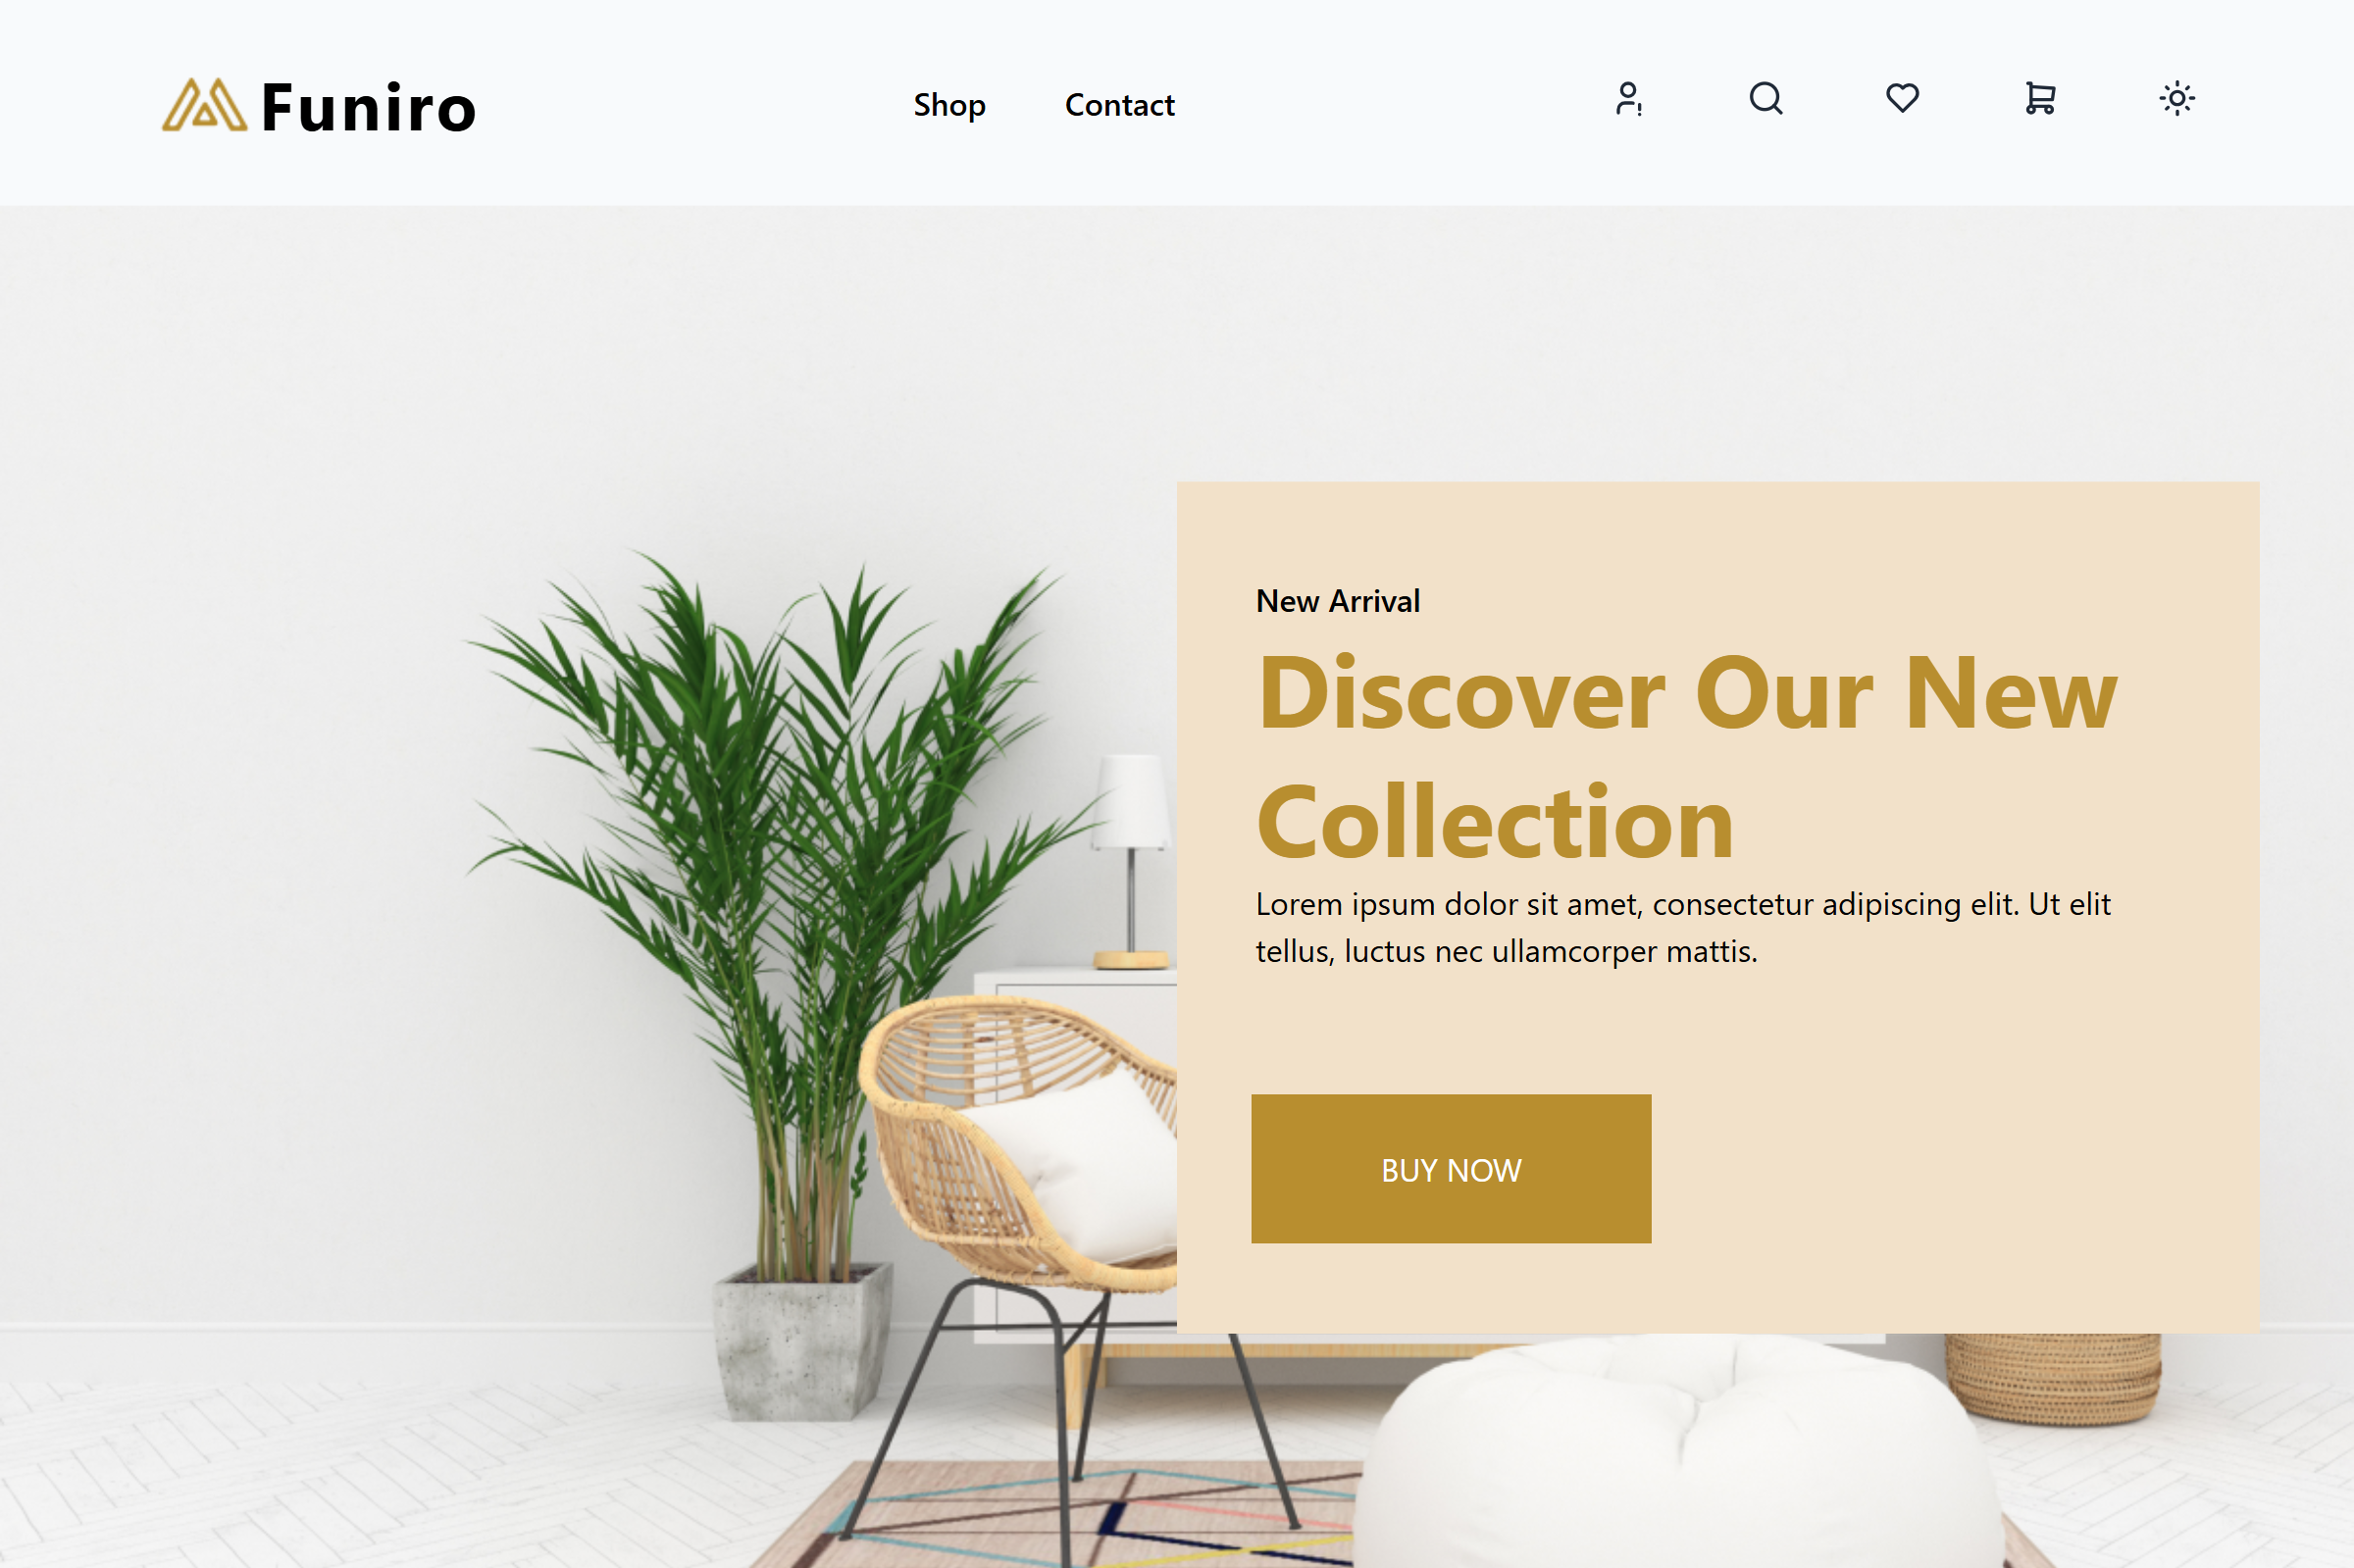 Funiro
Shop
Contact
New Arrival
Discover Our New
Collection
Lorem ipsum dolor sit amet, consectetur adipiscing elit. Ut elit
tellus, luctus nec ullamcorper mattis.
BUY NOW